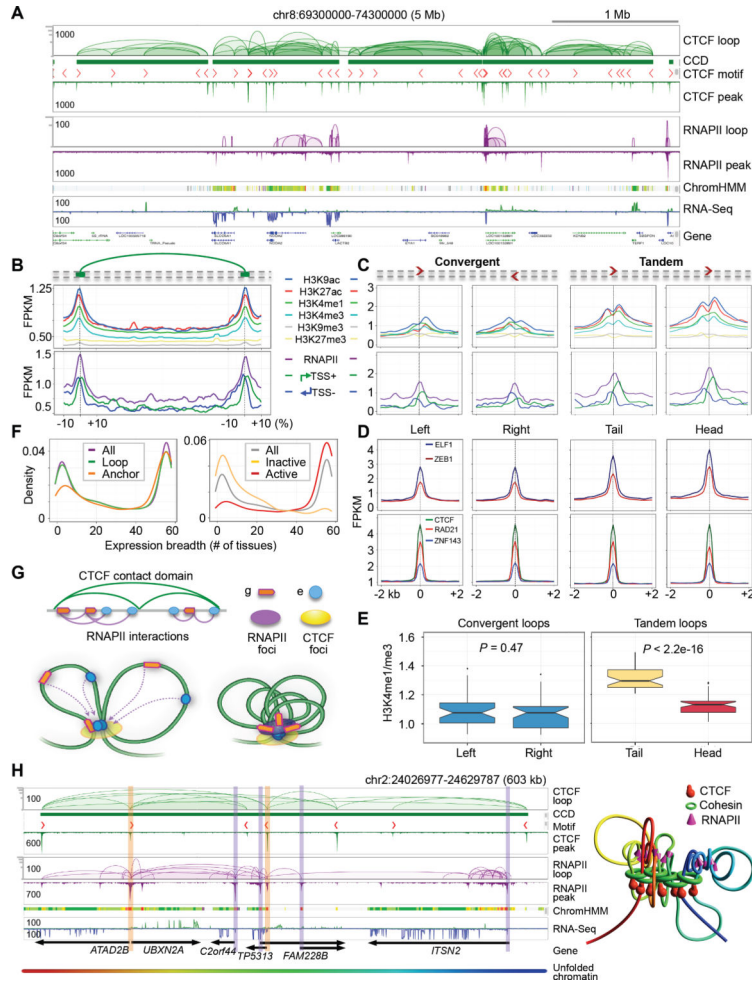 A
chr8:69300000-74300000 (5 Mb)
1 Mb
1000
CTCF loop
CCD
CTCF motif
CTCF peak
1000
100
RNAPII loop
RNAPII peak
1000
ChromHMM
100
RNA-Seq
100
Gene
B
1.25
FPKM
0.50
H3K9ac
H3K27ac
H3K4me1
H3K4me3
H3K9me3
H3K27me3
1.5
FPKM
1.0
0.5
RNAPII
TSS+
TSS-
-10 +10 -10 +10 (%)
C
Convergent
Tandem
3
2
1
3
2
1
0
Left
Right
Tail
Head
D
FPKM
4
3
2
1
ELF1
ZEB1
4
3
2
1
CTCF
RAD21
ZNF143
-2 kb 0 +2
-2 0 +2
-2 0 +2
-2 0 +2
F
0.04
Density
0
All
Loop
Anchor
0 20 40 60
0.06
0
All
Inactive
Active
0 20 40 60
Expression breadth (# of tissues)
E
H3K4me1/me3
1.6
1.4
1.2
1.0
Convergent loops
P = 0.47
Left
Right
Tandem loops
P < 2.2e-16
Tail
Head
G
CTCF contact domain
RNAPII interactions
g
e
RNAPII
foci
CTCF
foci
H
chr2:24026977-24629787 (603 kb)
100
CTCF
loop
CCD
Motif
CTCF
peak
600
100
RNAPII
loop
RNAPII
peak
700
ChromHMM
100
RNA-Seq
100
Gene
ATAD2B
UBXN2A
C2orf44
TP53I3
FAM228B
ITSN2
Unfolded
chromatin
CTCF
Cohesin
RNAPII